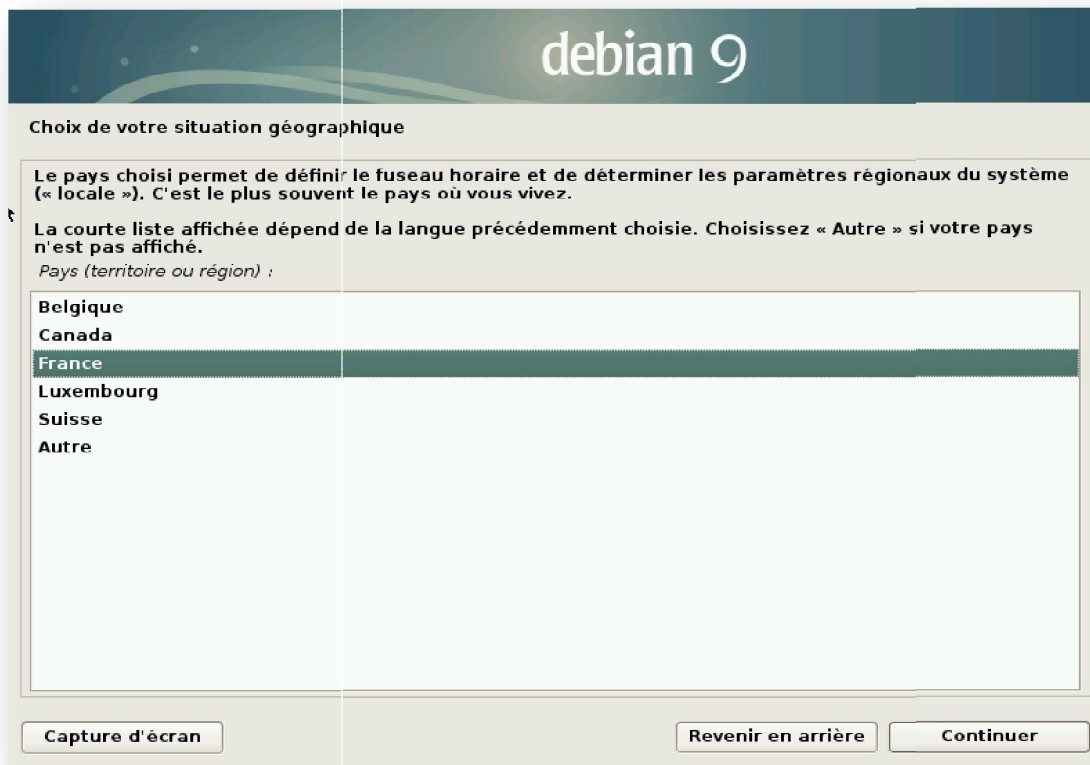 debian 9
Choix de votre situation géographique
Le pays choisi permet de définir le fuseau horaire et de déterminer les paramètres régionaux du système
(« locale »). C'est le plus souvent le pays où vous vivez.
La courte liste affichée dépend de la langue précédemment choisie. Choisissez « Autre » si votre pays
n'est pas affiché.
Pays (territoire ou région) :
Belgique
Canada
France
Luxembourg
Suisse
Autre
Capture d'écran
Revenir en arrière
Continuer